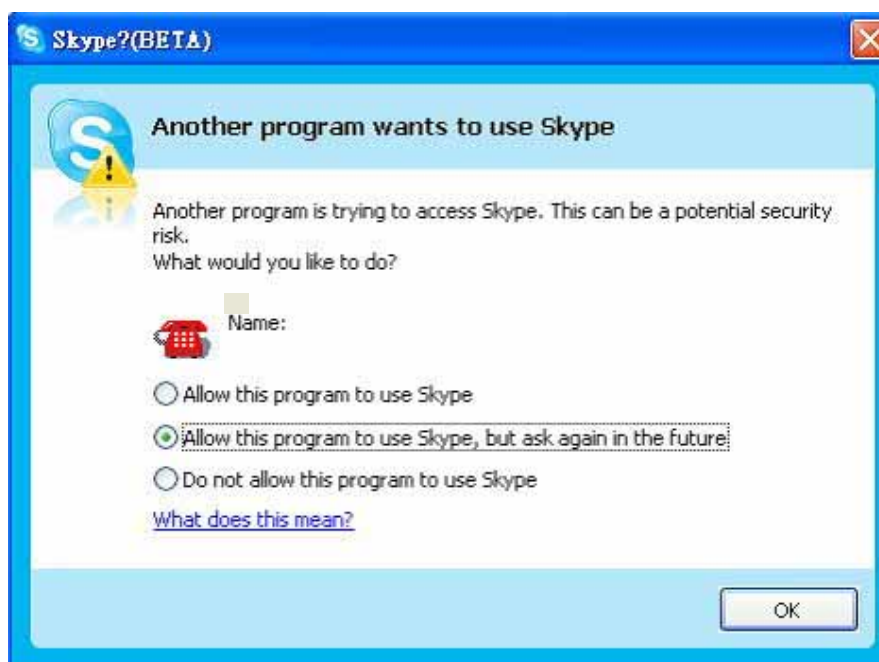 Skype?(BETA)
Another program wants to use Skype
Another program is trying to access Skype. This can be a potential security
risk.
What would you like to do?
Name:
Allow this program to use Skype
Allow this program to use Skype, but ask again in the future
Do not allow this program to use Skype
What does this mean?
OK